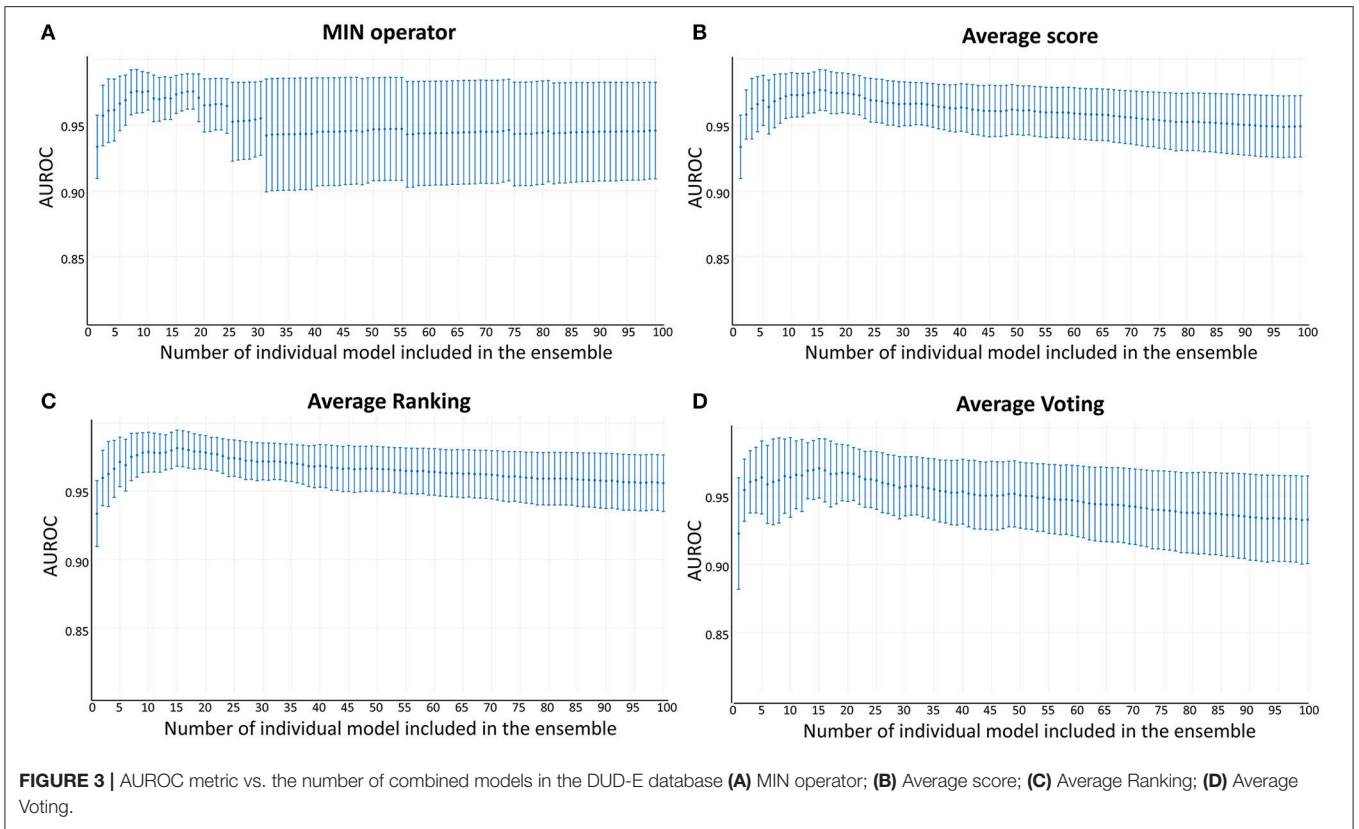 A
MIN operator
AUROC
0.95
0.90
0.85
0 5 10 15 20 25 30 35 40 45 50 55 60 65 70 75 80 85 90 95 100
Number of individual model included in the ensemble
B
Average score
AUROC
0.95
0.90
0.85
0 5 10 15 20 25 30 35 40 45 50 55 60 65 70 75 80 85 90 95 100
Number of individual model included in the ensemble
C
Average Ranking
AUROC
0.95
0.90
0.85
0 5 10 15 20 25 30 35 40 45 50 55 60 65 70 75 80 85 90 95 100
Number of individual model included in the ensemble
D
Average Voting
AUROC
0.95
0.90
0.85
0 5 10 15 20 25 30 35 40 45 50 55 60 65 70 75 80 85 90 95 100
Number of individual model included in the ensemble
FIGURE 3 | AUROC metric vs. the number of combined models in the DUD-E database (A) MIN operator; (B) Average score; (C) Average Ranking; (D) Average
Voting.